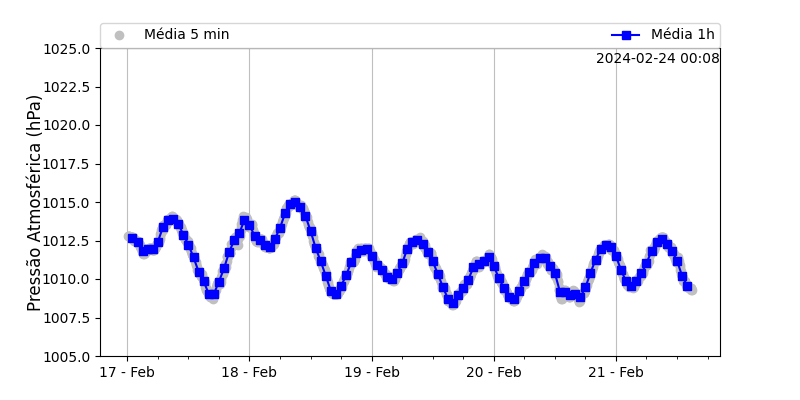 Média 5 min
Média 1h
2024-02-24 00:08
Pressão Atmosférica (hPa)
1025.0
1022.5
1020.0
1017.5
1015.0
1012.5
1010.0
1007.5
1005.0
17 - Feb
18 - Feb
19 - Feb
20 - Feb
21 - Feb